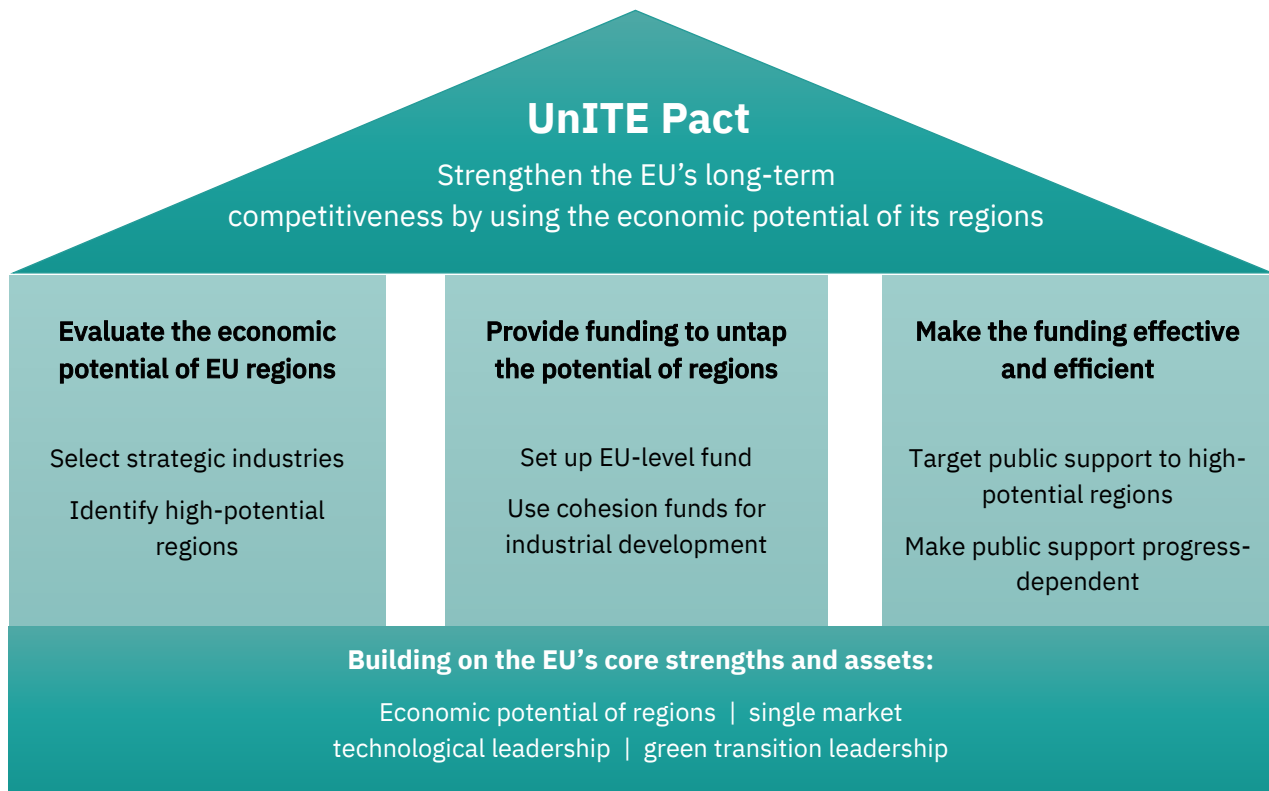 UnITE Pact
Strengthen the EU’s long-term
competitiveness by using the economic potential of its regions
Evaluate the economic
potential of EU regions
Select strategic industries
Identify high-potential
regions
Provide funding to untap
the potential of regions
Set up EU-level fund
Use cohesion funds for
industrial development
Make the funding effective
and efficient
Target public support to high-
potential regions
Make public support progress-
dependent
Building on the EU’s core strengths and assets:
Economic potential of regions | single market
technological leadership | green transition leadership